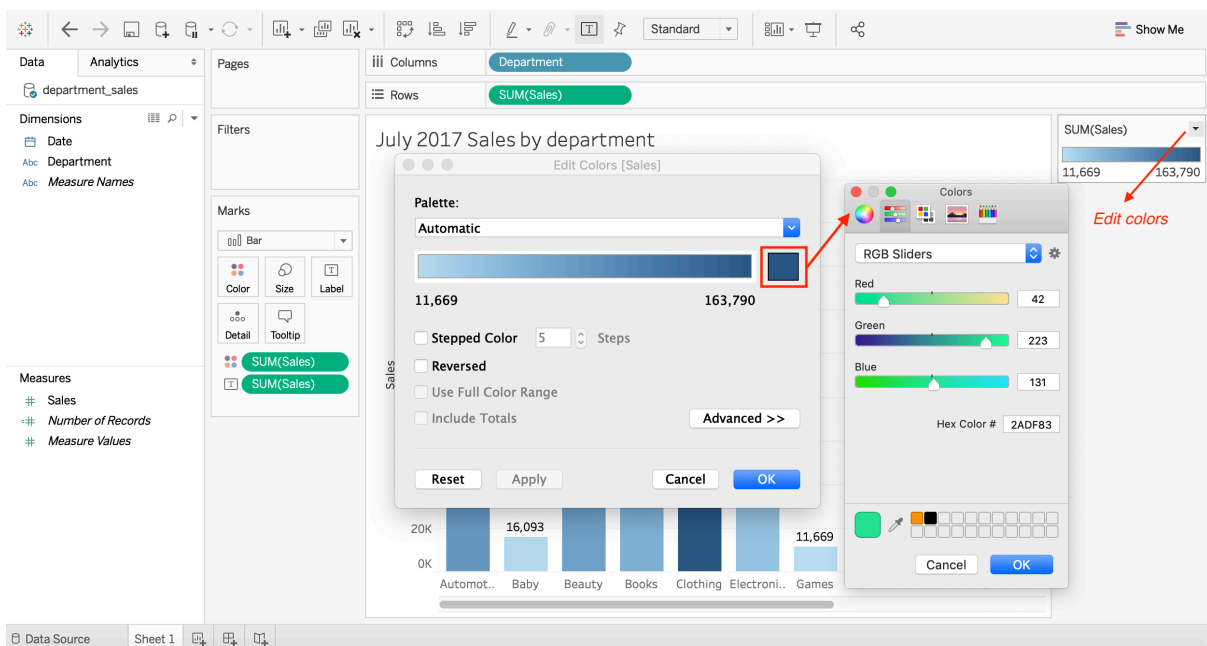 Standard
Show Me
Data
Analytics
department_sales
Dimensions
Date
Abc Department
Abc Measure Names
Measures
Sales
Number of Records
Measure Values
Pages
Filters
Marks
Bar
Color
Size
T
Label
Detail
Tooltip
SUM(Sales)
T SUM(Sales)
iii Columns
Department
Rows
SUM(Sales)
July 2017 Sales by department
Sales
20K
0K
16,093
11,669
Automot..
Baby
Beauty
Books
Clothing
Electroni..
Games
Edit Colors [Sales]
Palette:
Automatic
11,669
163,790
Stepped Color
5
Steps
Reversed
Use Full Color Range
Include Totals
Advanced >>
Reset
Apply
Cancel
OK
Colors
RGB Sliders
Red
42
Green
223
Blue
131
Hex Color # 2ADF83
Cancel
OK
SUM(Sales)
11,669
163,790
Edit colors
Data Source
Sheet 1